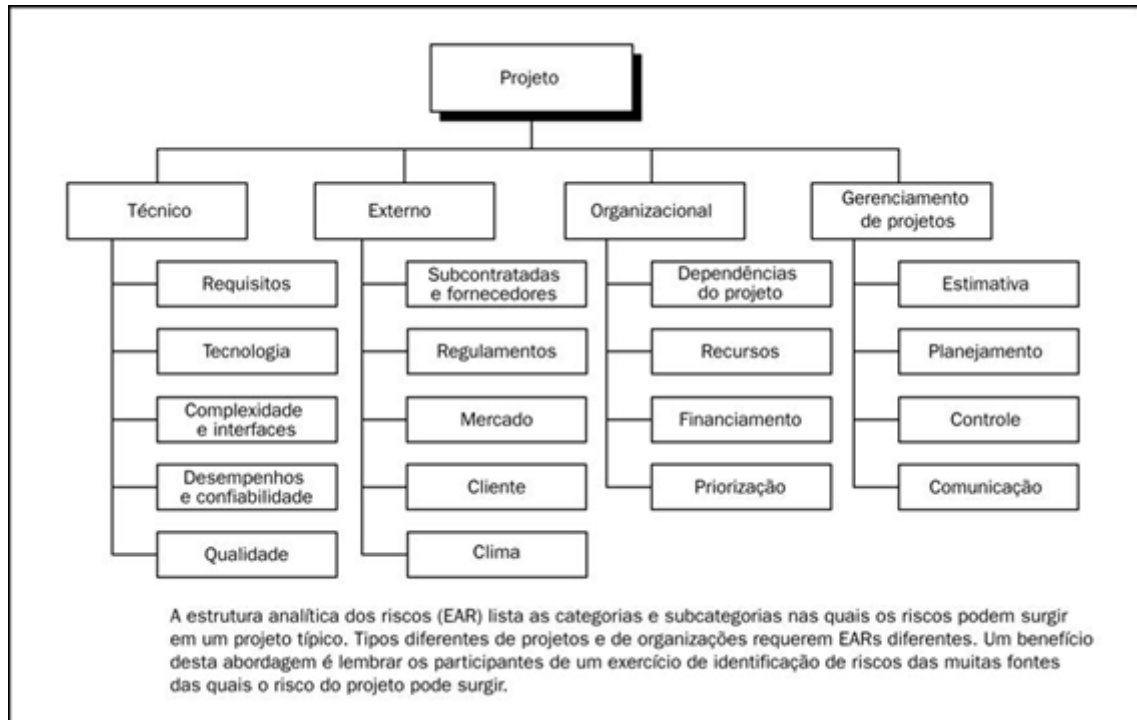 Projeto
Técnico
Externo
Organizacional
Gerenciamento
de projetos
Requisitos
Tecnologia
Complexidade
e interfaces
Desempenhos
e confiabilidade
Qualidade
Subcontratadas
e fornecedores
Regulamentos
Mercado
Cliente
Clima
Dependências
do projeto
Recursos
Financiamento
Priorização
Estimativa
Planejamento
Controle
Comunicação
A estrutura analítica dos riscos (EAR) lista as categorias e subcategorias nas quais os riscos podem surgir
em um projeto típico. Tipos diferentes de projetos e de organizações requerem EARs diferentes. Um benefício
desta abordagem é lembrar os participantes de um exercício de identificação de riscos das muitas fontes
das quais o risco do projeto pode surgir.